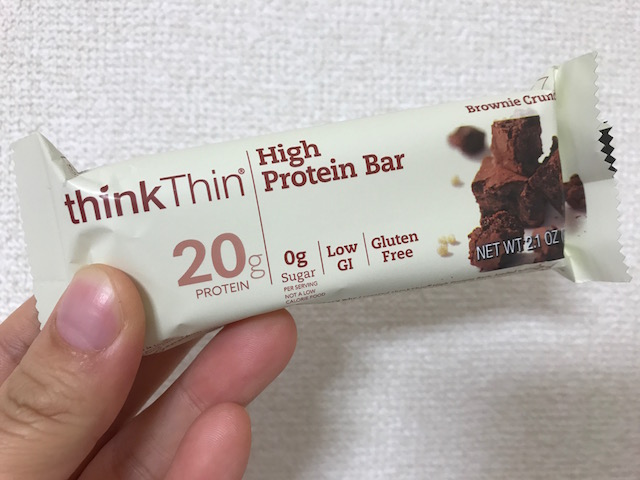 Brownie Crun
thinkThin®
High
Protein Bar
20g
PROTEIN
0g
Sugar
PER SERVING
NOT A LOW
CALORIE FOOD
Low
GI
Gluten
Free
NET WT. 2.1 OZ